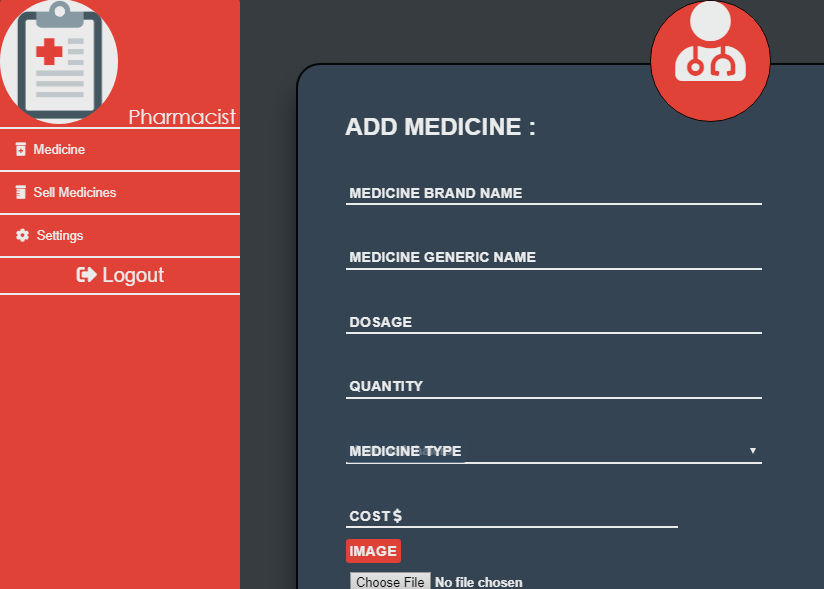 Pharmacist
Medicine
Sell Medicines
Settings
Logout
ADD MEDICINE :
MEDICINE BRAND NAME
MEDICINE GENERIC NAME
DOSAGE
QUANTITY
MEDICINE TYPE ▼
COST $
IMAGE
Choose File No file chosen